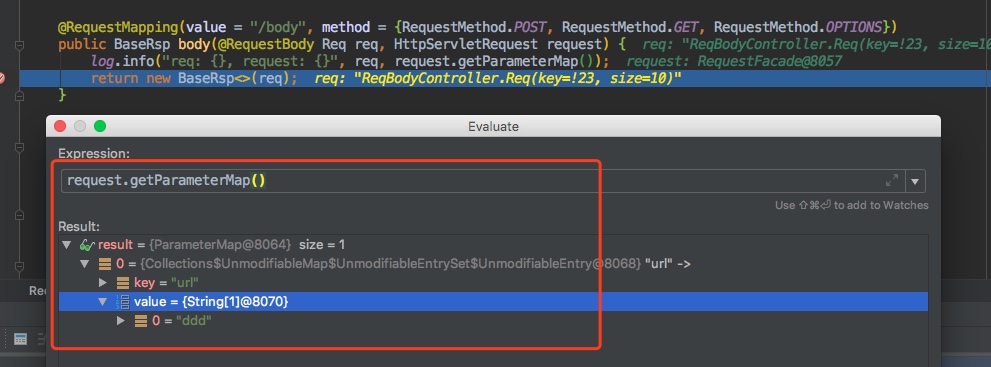 @RequestMapping(value = "/body", method = {RequestMethod.POST, RequestMethod.GET, RequestMethod.OPTIONS})
public BaseRsp body(@RequestBody Req req, HttpServletRequest request) { req: "ReqBodyController.Req(key=!23, size=10
log.info("req: {}, request: {}", req, request.getParameterMap()); request: RequestFacade@8057
return new BaseRsp<>(req); req: "ReqBodyController.Req(key=!23, size=10)"
}
Evaluate
Expression:
request.getParameterMap()
Use ⇧⌘⏎ to add to Watches
Result:
result = {ParameterMap@8064} size = 1
0 = {Collections$UnmodifiableMap$UnmodifiableEntrySet$UnmodifiableEntry@8068} "url" ->
key = "url"
value = {String[1]@8070}
0 = "ddd"
Re